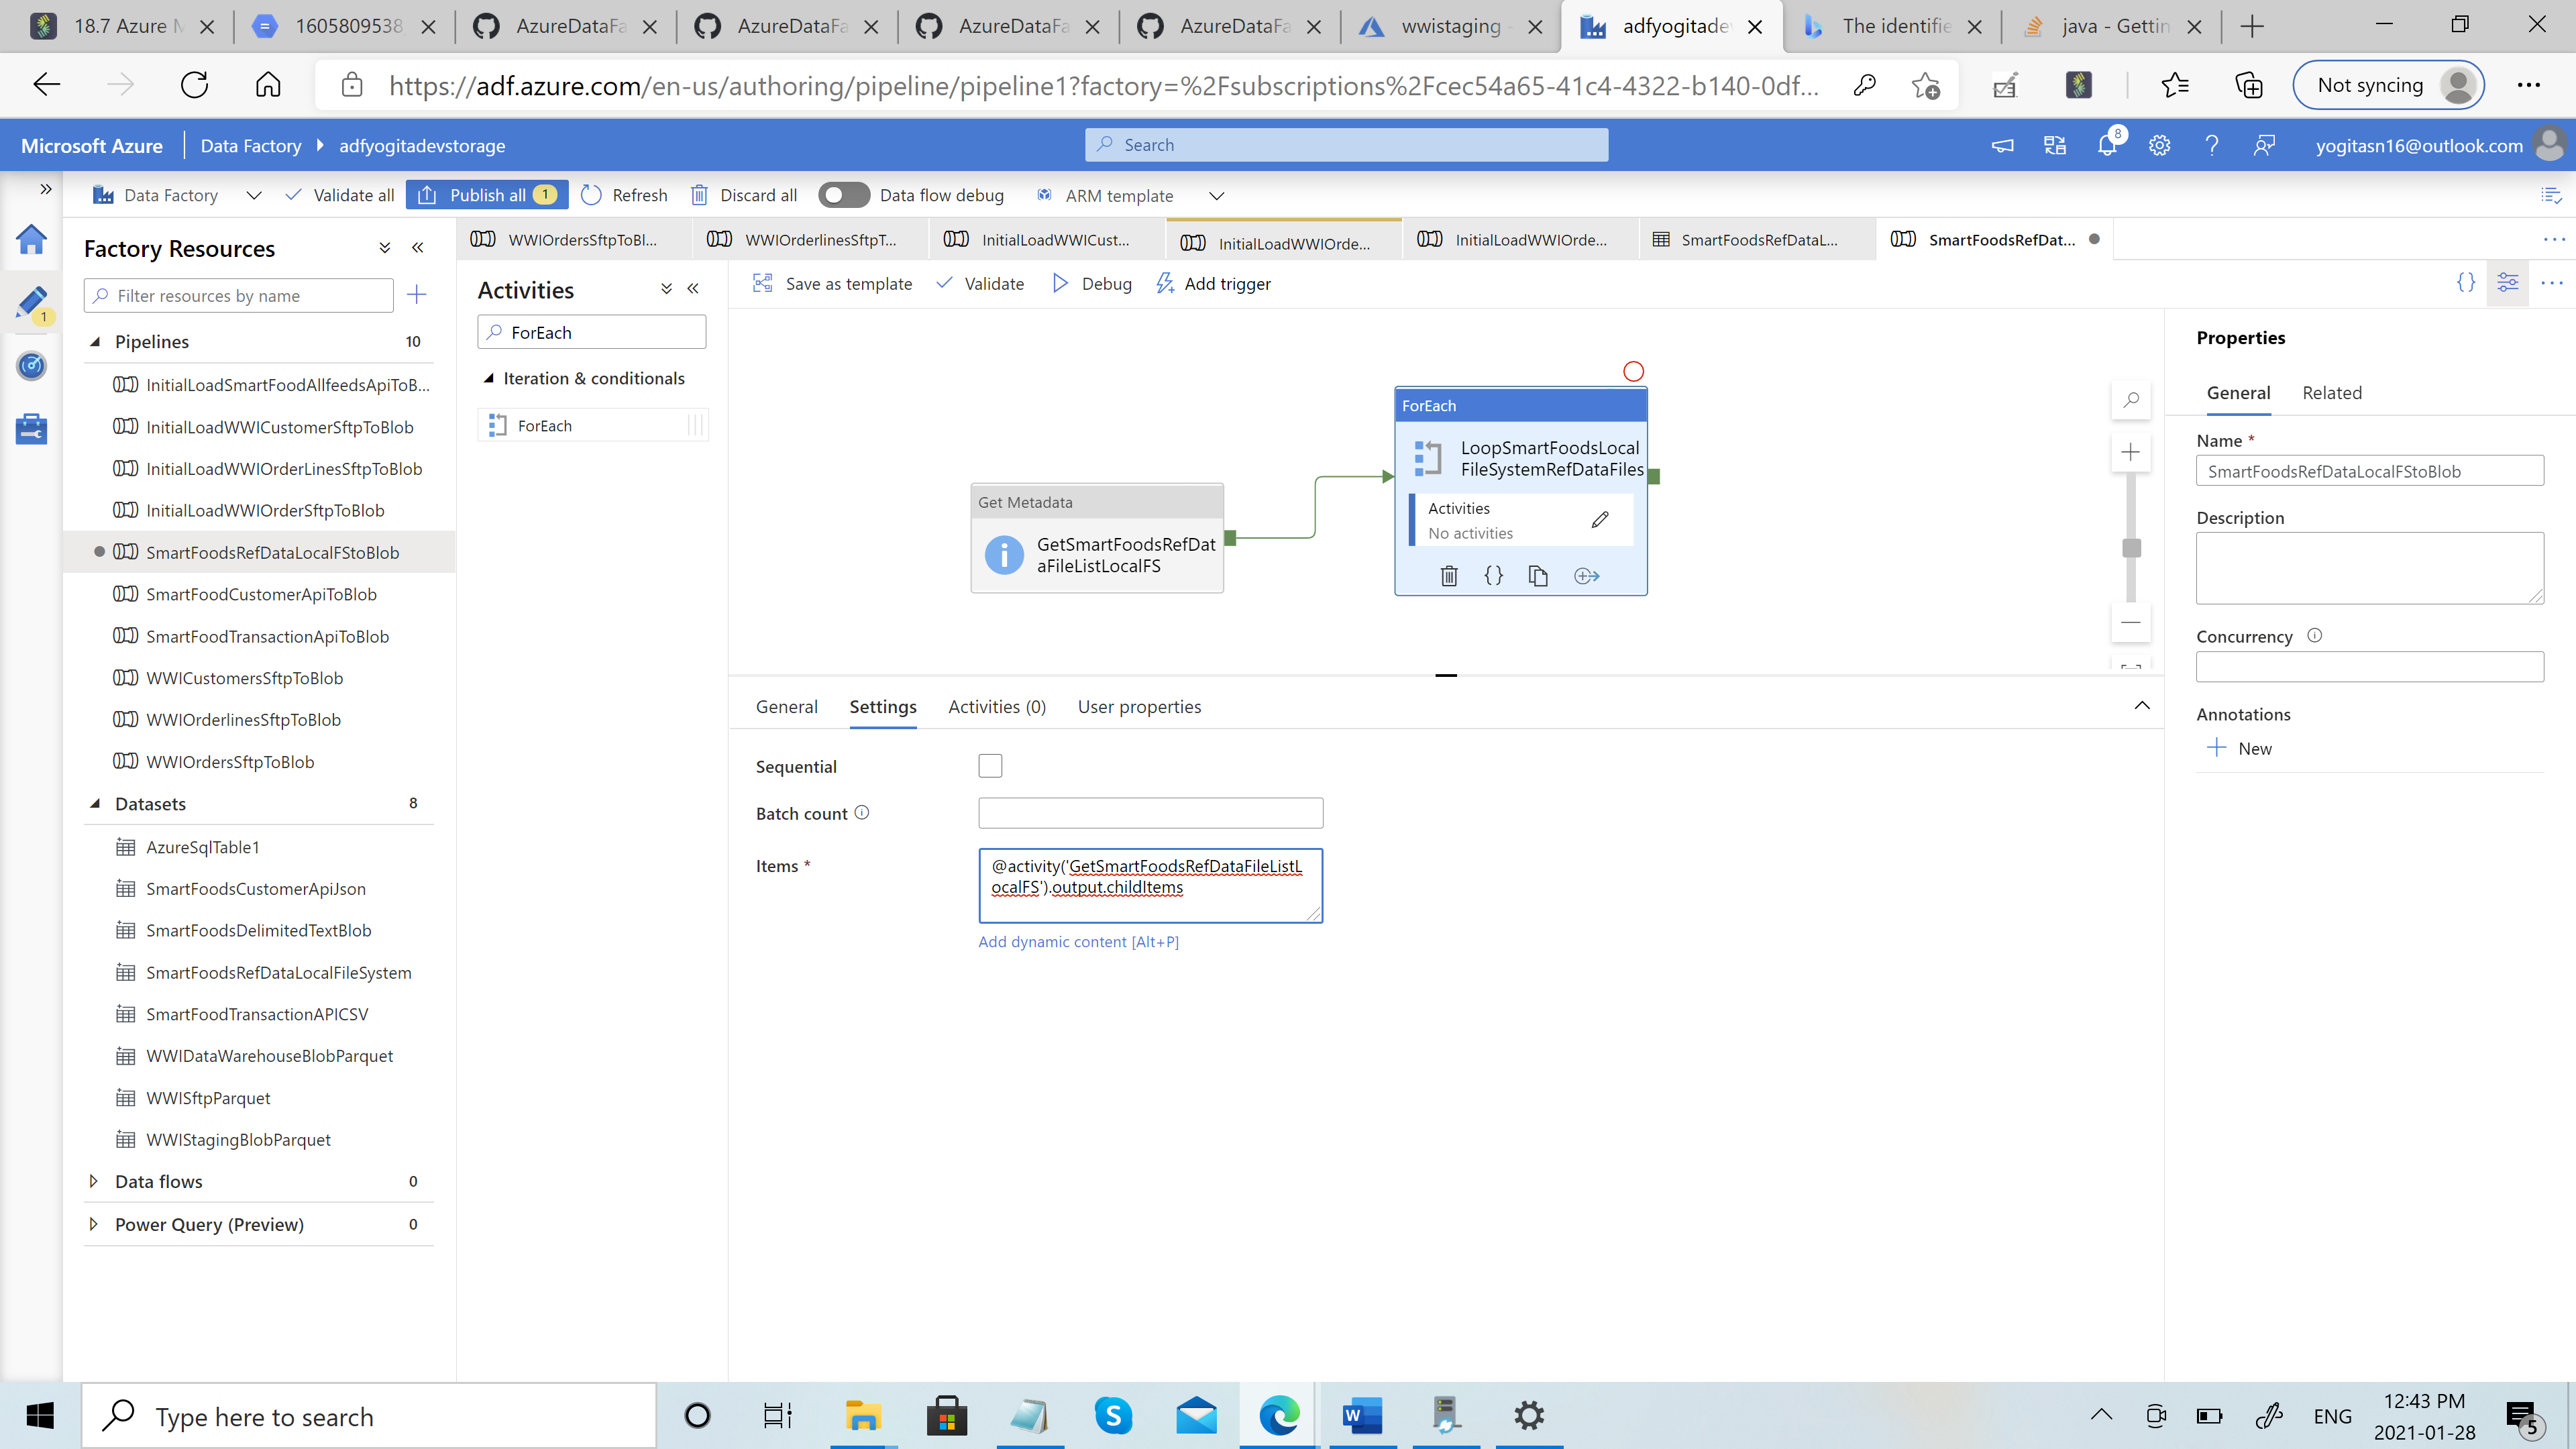 18.7 Azure M
1605809538
AzureDataFa
AzureDataFa
AzureDataFa
AzureDataFa
wwistaging -
adfyogitadev
The identifie
java - Gettin
https://adf.azure.com/en-us/authoring/pipeline/pipeline1?factory=%2Fsubscriptions%2Fcec54a65-41c4-4322-b140-0df...
Not syncing
Microsoft Azure
Data Factory
adfyogitadevstorage
Search
8
yogitasn16@outlook.com
Data Factory
Validate all
Publish all 1
Refresh
Discard all
Data flow debug
ARM template
1
Factory Resources
Filter resources by name
Pipelines 10
InitialLoadSmartFoodAllfeedsApiToB...
InitialLoadWWICustomerSftpToBlob
InitialLoadWWIOrderLinesSftpToBlob
InitialLoadWWIOrderSftpToBlob
SmartFoodsRefDataLocalFStoBlob
SmartFoodCustomerApiToBlob
SmartFoodTransactionApiToBlob
WWICustomersSftpToBlob
WWIOrderlinesSftpToBlob
WWIOrdersSftpToBlob
Datasets 8
AzureSqlTable1
SmartFoodsCustomerApiJson
SmartFoodsDelimitedTextBlob
SmartFoodsRefDataLocalFileSystem
SmartFoodTransactionAPICSV
WWIDataWarehouseBlobParquet
WWISftpParquet
WWIStagingBlobParquet
Data flows 0
Power Query (Preview) 0
WWIOrdersSftpToBl...
WWIOrderlinesSftpT...
InitialLoadWWICust...
InitialLoadWWIOrde...
InitialLoadWWIOrde...
SmartFoodsRefDataL...
SmartFoodsRefDat...
Activities
ForEach
Iteration & conditionals
ForEach
Save as template
Validate
Debug
Add trigger
Get Metadata
GetSmartFoodsRefDat
aFileListLocalFS
ForEach
LoopSmartFoodsLocal
FileSystemRefDataFiles
Activities
No activities
General
Settings
Activities (0)
User properties
Sequential
Batch count
Items *
@activity('GetSmartFoodsRefDataFileListL
ocalFS').output.childItems
Add dynamic content [Alt+P]
Properties
General
Related
Name *
SmartFoodsRefDataLocalFStoBlob
Description
Concurrency
Annotations
New
Type here to search
ENG
12:43 PM
2021-01-28
5